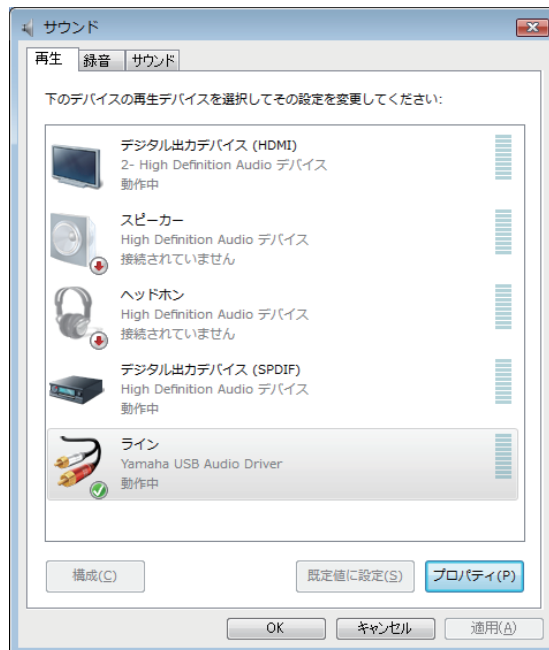 サウンド
再生 録音 サウンド
下のデバイスの再生デバイスを選択してその設定を変更してください:
デジタル出力デバイス (HDMI)
2- High Definition Audio デバイス
動作中
スピーカー
High Definition Audio デバイス
接続されていません
ヘッドホン
High Definition Audio デバイス
接続されていません
デジタル出力デバイス (SPDIF)
High Definition Audio デバイス
動作中
ライン
Yamaha USB Audio Driver
動作中
構成(C) 既定値に設定(S) プロパティ(P)
OK キャンセル 適用(A)